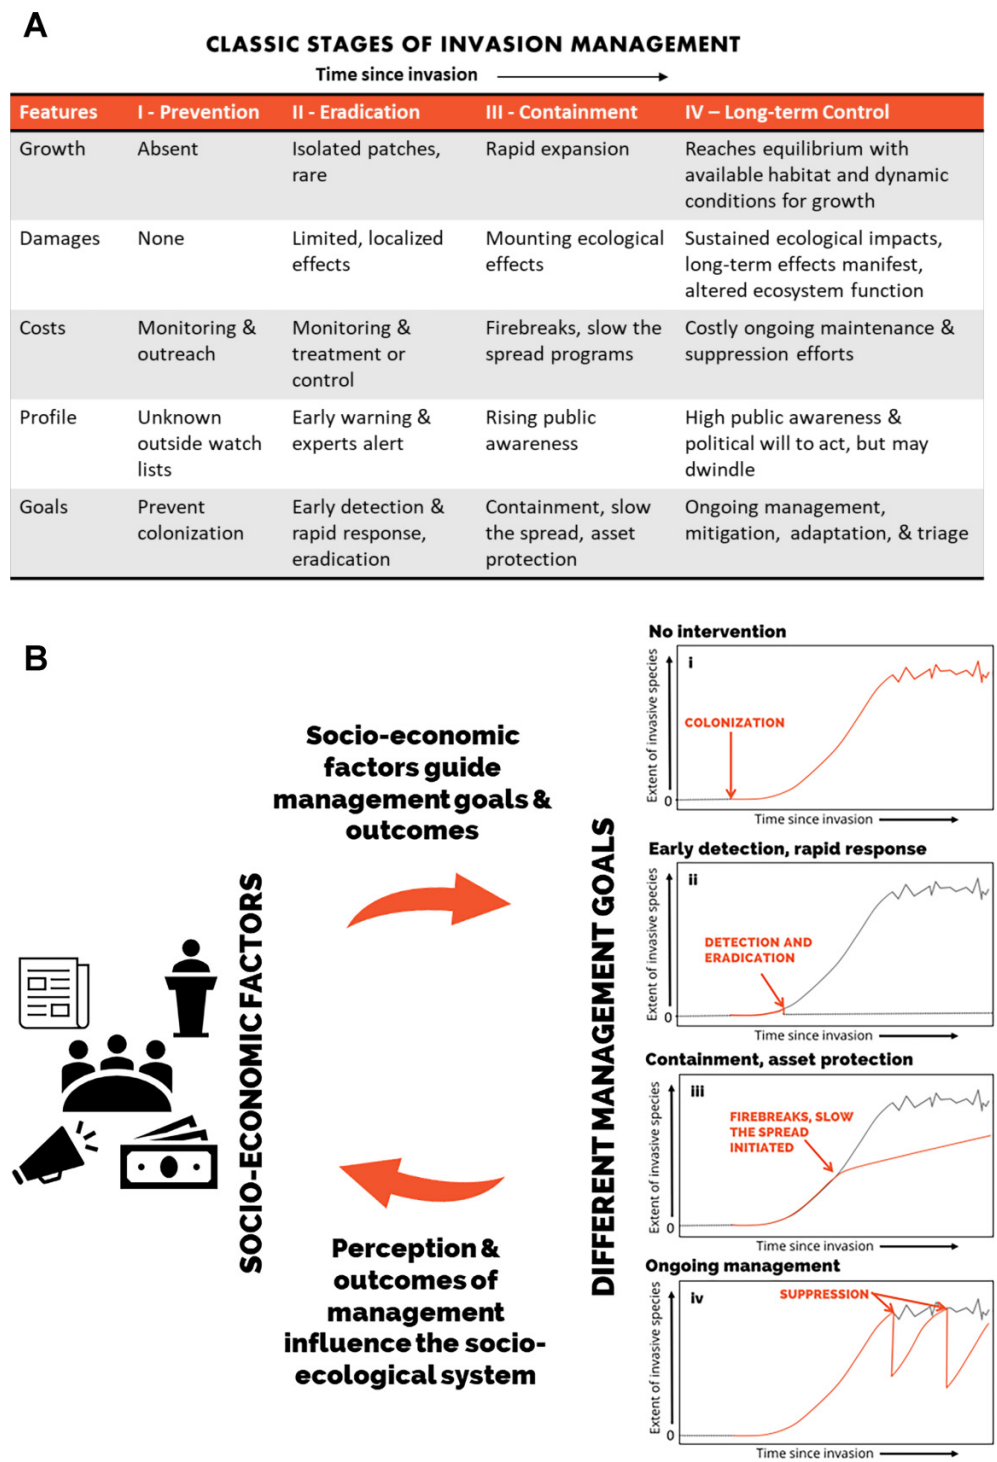 A
CLASSIC STAGES OF INVASION MANAGEMENT
Time since invasion
Features I - Prevention II - Eradication III - Containment IV – Long-term Control
Growth Absent Isolated patches, Rapid expansion Reaches equilibrium with
rare available habitat and dynamic
conditions for growth
Damages None Limited, localized Mounting ecological Sustained ecological impacts,
effects effects long-term effects manifest,
altered ecosystem function
Costs Monitoring & Monitoring & Firebreaks, slow the Costly ongoing maintenance &
outreach treatment or spread programs suppression efforts
control
Profile Unknown Early warning & Rising public High public awareness &
outside watch experts alert awareness political will to act, but may
lists dwindle
Goals Prevent Early detection & Containment, slow Ongoing management,
colonization rapid response, the spread, asset mitigation, adaptation, & triage
eradication protection
B
Socio-economic
factors guide
management goals &
outcomes
SOCIO-ECONOMIC FACTORS
Perception &
outcomes of
management
influence the socio-
ecological system
DIFFERENT MANAGEMENT GOALS
No intervention
i
Extent of invasive species
COLONIZATION
0
Time since invasion
Early detection, rapid response
ii
Extent of invasive species
DETECTION AND
ERADICATION
0
Time since invasion
Containment, asset protection
iii
Extent of invasive species
FIREBREAKS, SLOW
THE SPREAD
INITIATED
0
Time since invasion
Ongoing management
iv
Extent of invasive species
SUPPRESSION
0
Time since invasion